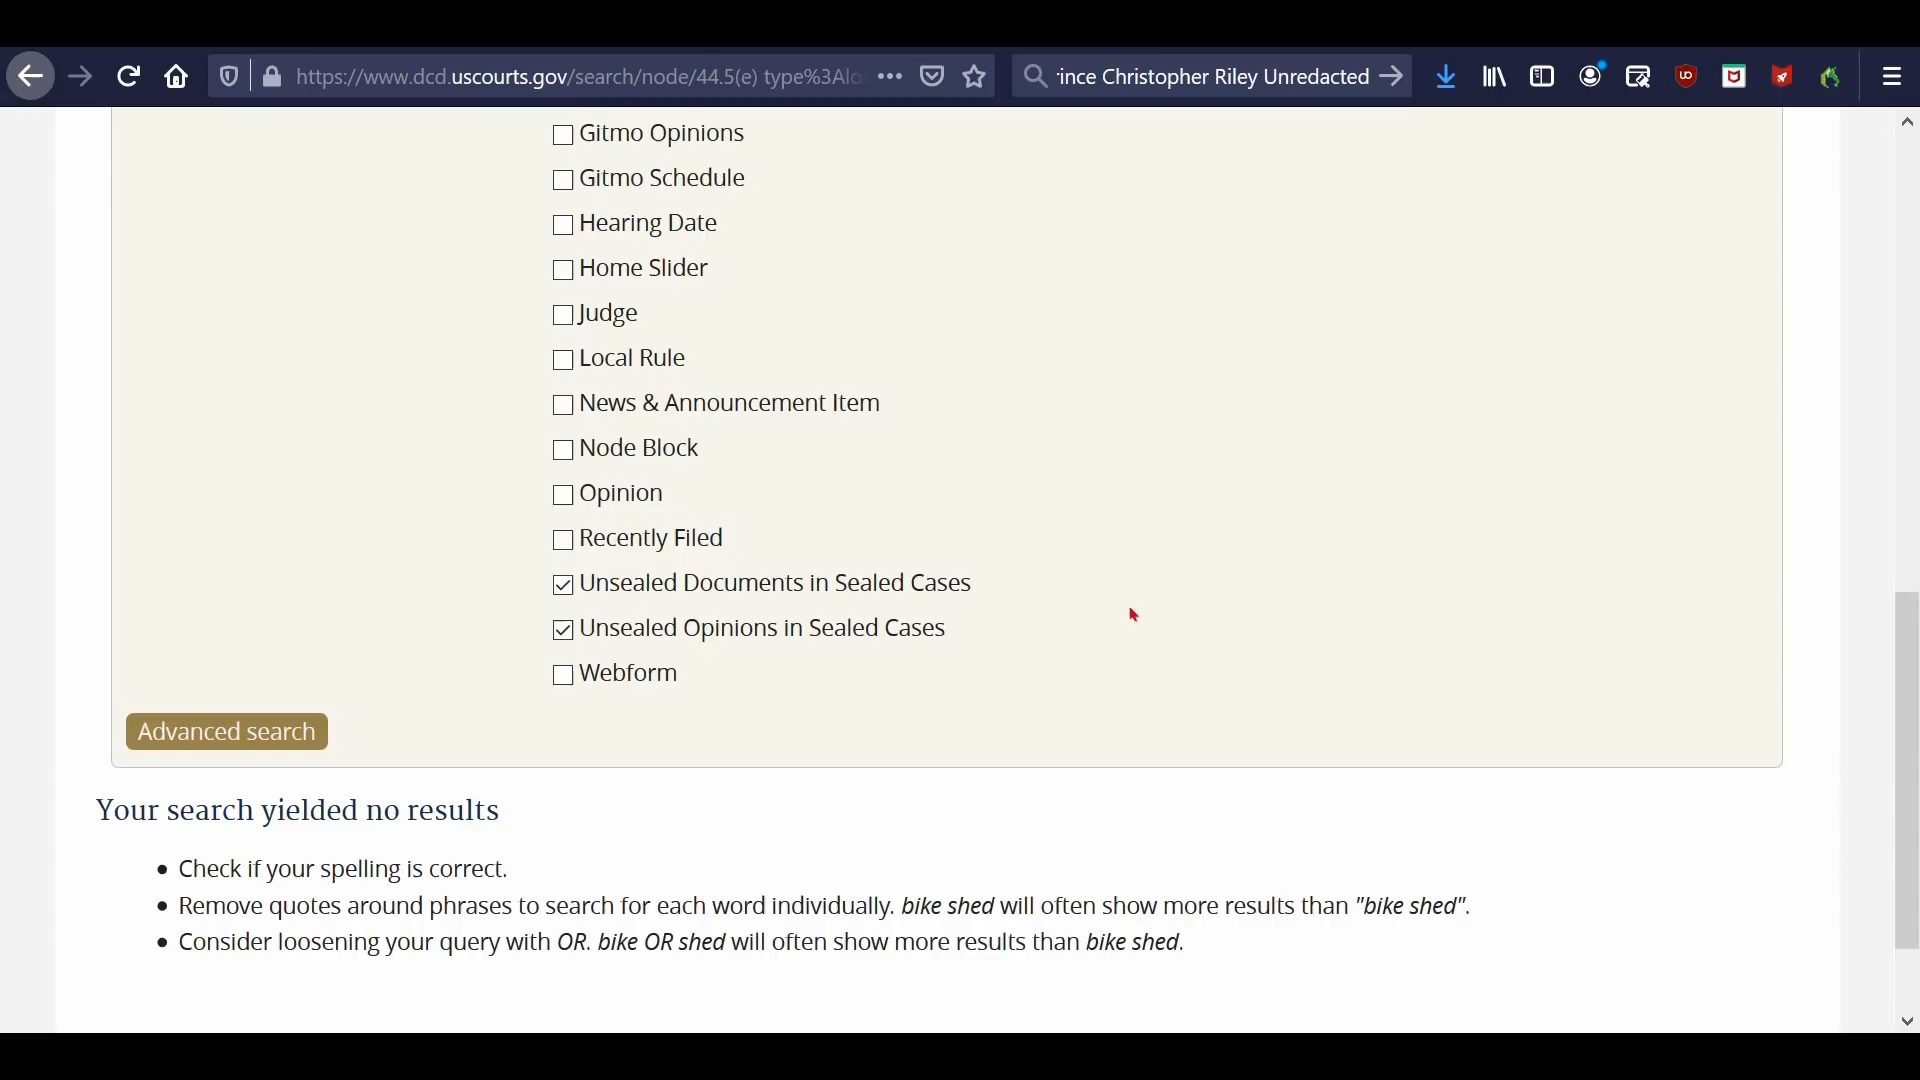 https://www.dcd.uscourts.gov/search/node/44.5(e) type%3Alo
ince Christopher Riley Unredacted
Gitmo Opinions
Gitmo Schedule
Hearing Date
Home Slider
Judge
Local Rule
News & Announcement Item
Node Block
Opinion
Recently Filed
Unsealed Documents in Sealed Cases
Unsealed Opinions in Sealed Cases
Webform
Advanced search
Your search yielded no results
Check if your spelling is correct.
Remove quotes around phrases to search for each word individually. bike shed will often show more results than "bike shed".
Consider loosening your query with OR. bike OR shed will often show more results than bike shed.